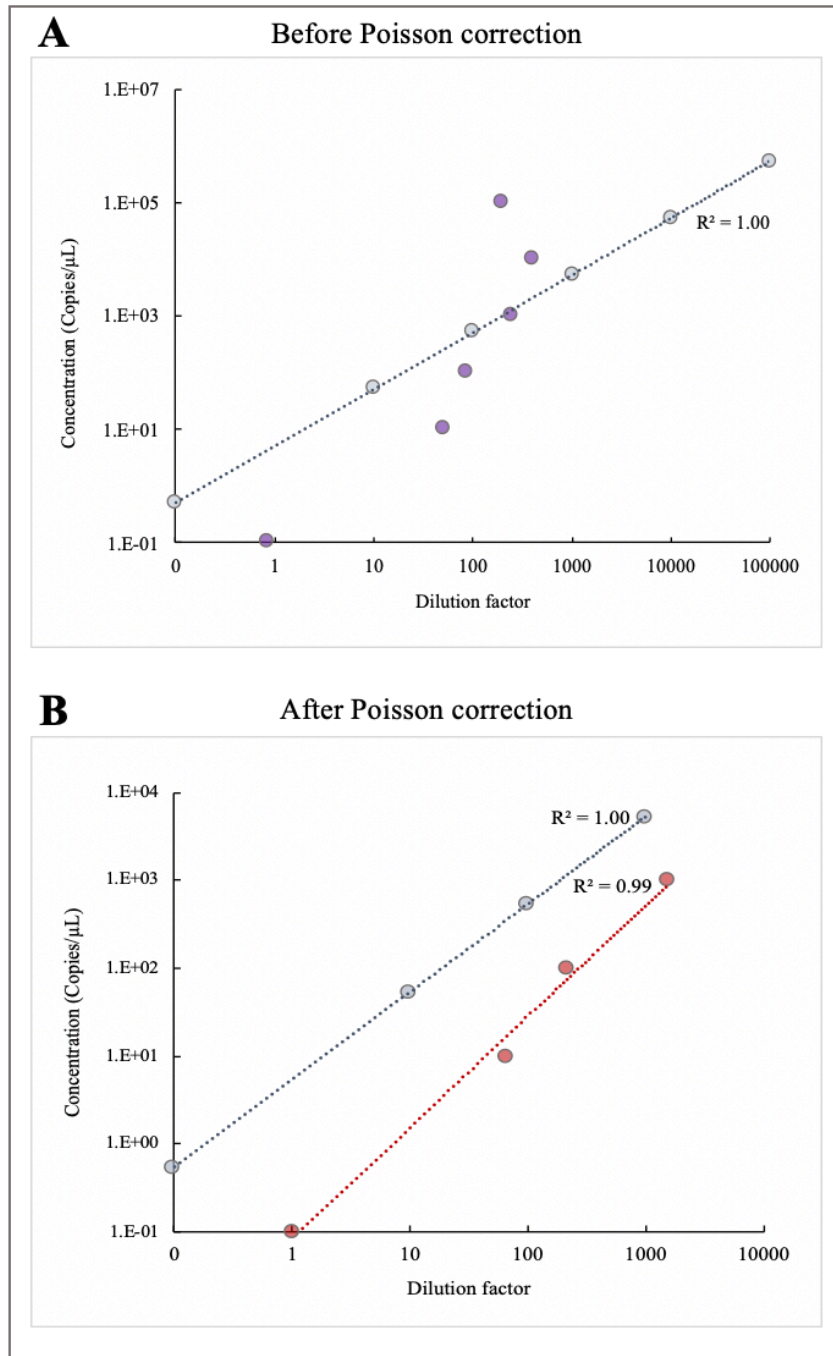 A
Before Poisson correction
1.E+07
1.E+05
1.E+03
1.E+01
1.E-01
Concentration (Copies/µL)
R² = 1.00
0 1 10 100 1000 10000 100000
Dilution factor
B
After Poisson correction
1.E+04
1.E+03
1.E+02
1.E+01
1.E+00
1.E-01
Concentration (Copies/µL)
R² = 1.00
R² = 0.99
0 1 10 100 1000 10000
Dilution factor